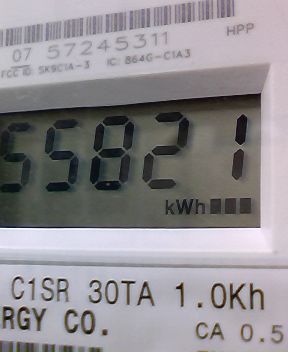 HPP
07 57245311
FCC ID: SK9C1A-3 IC: 864G-C1A3
55821
kWh
C1SR 30TA 1.0Kh
RGY CO.
CA 0.5